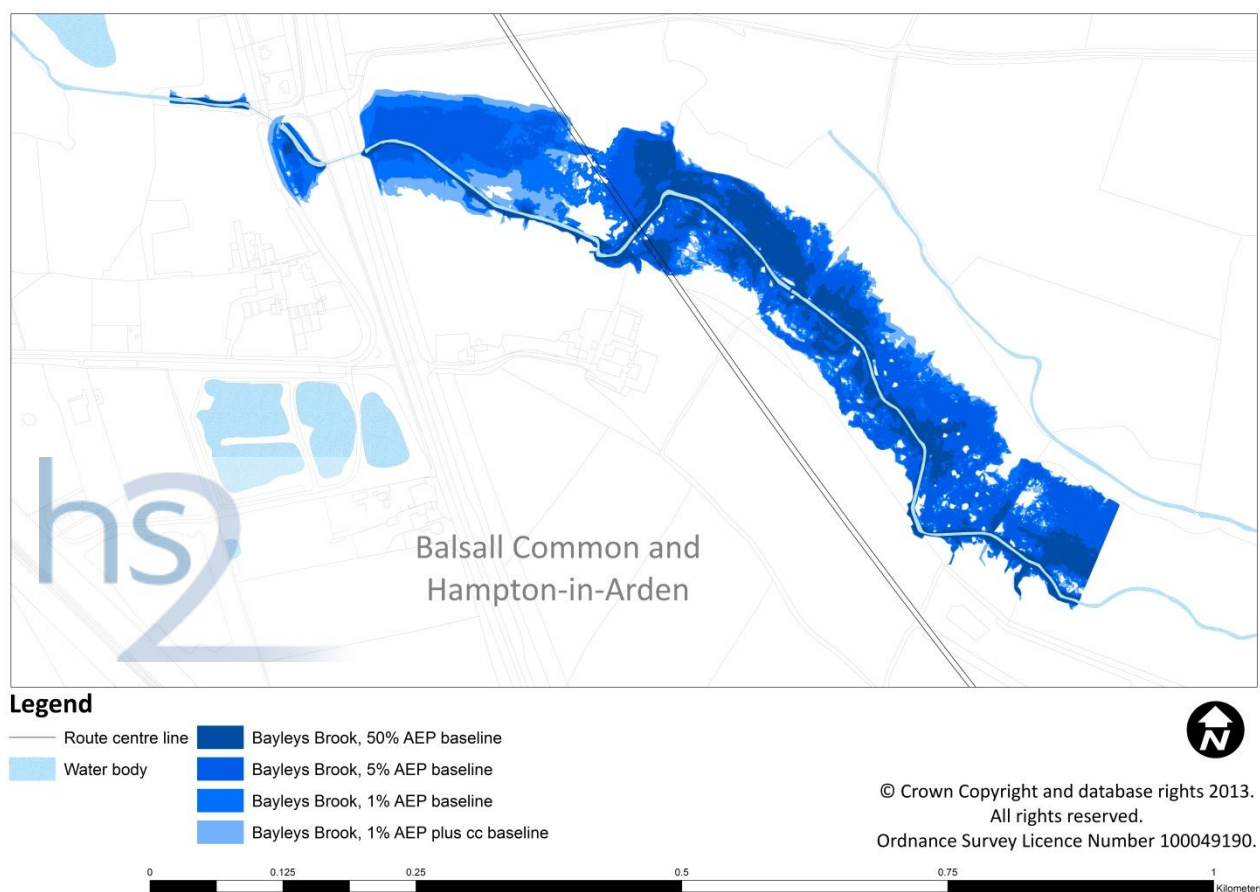 hs2
Balsall Common and
Hampton-in-Arden
Legend
Route centre line
Water body
Bayleys Brook, 50% AEP baseline
Bayleys Brook, 5% AEP baseline
Bayleys Brook, 1% AEP baseline
Bayleys Brook, 1% AEP plus cc baseline
N
© Crown Copyright and database rights 2013.
All rights reserved.
Ordnance Survey Licence Number 100049190.
0 0.125 0.25 0.5 0.75 1
Kilometer